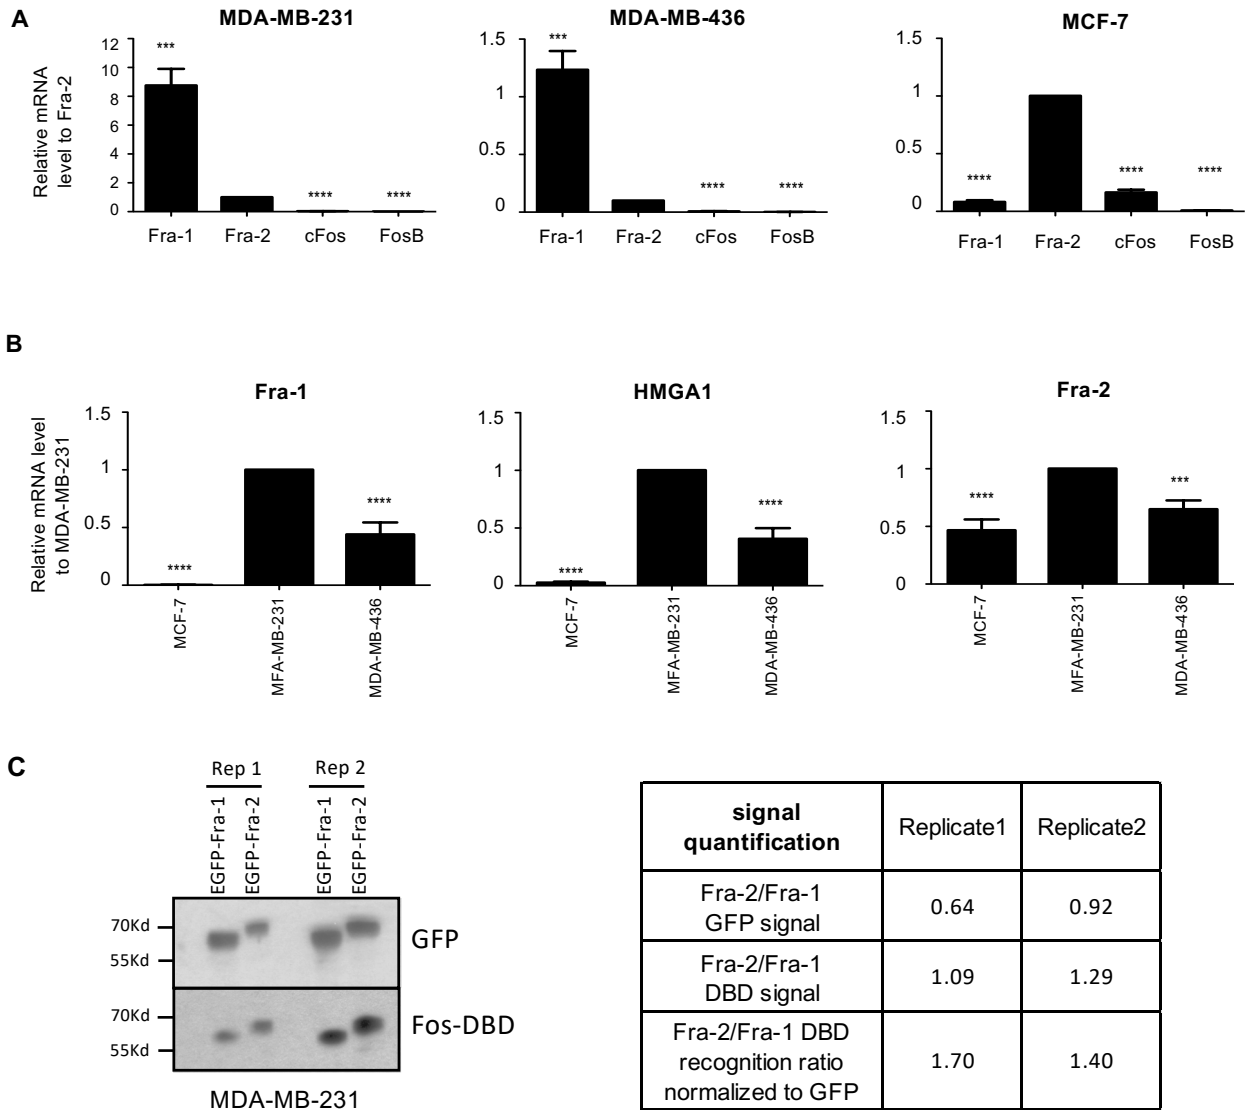 A
MDA-MB-231
MDA-MB-436
MCF-7
Relative mRNA
level to Fra-2
12
10
8
6
4
2
0
***
****
****
Fra-1 Fra-2 cFos FosB
1.5
1
0.5
0
***
****
****
Fra-1 Fra-2 cFos FosB
1.5
1
0.5
0
****
****
****
Fra-1 Fra-2 cFos FosB
B
Fra-1
HMGA1
Fra-2
Relative mRNA level
to MDA-MB-231
1.5
1
0.5
0
****
****
MCF-7
MFA-MB-231
MDA-MB-436
1.5
1
0.5
0
****
****
MCF-7
MFA-MB-231
MDA-MB-436
1.5
1
0.5
0
****
***
MCF-7
MFA-MB-231
MDA-MB-436
C
Rep 1 Rep 2
EGFP-Fra-1
EGFP-Fra-2
EGFP-Fra-1
EGFP-Fra-2
70Kd
55Kd
GFP
70Kd
55Kd
Fos-DBD
MDA-MB-231
signal
quantification
Replicate1
Replicate2
Fra-2/Fra-1
GFP signal
0.64
0.92
Fra-2/Fra-1
DBD signal
1.09
1.29
Fra-2/Fra-1 DBD
recognition ratio
normalized to GFP
1.70
1.40